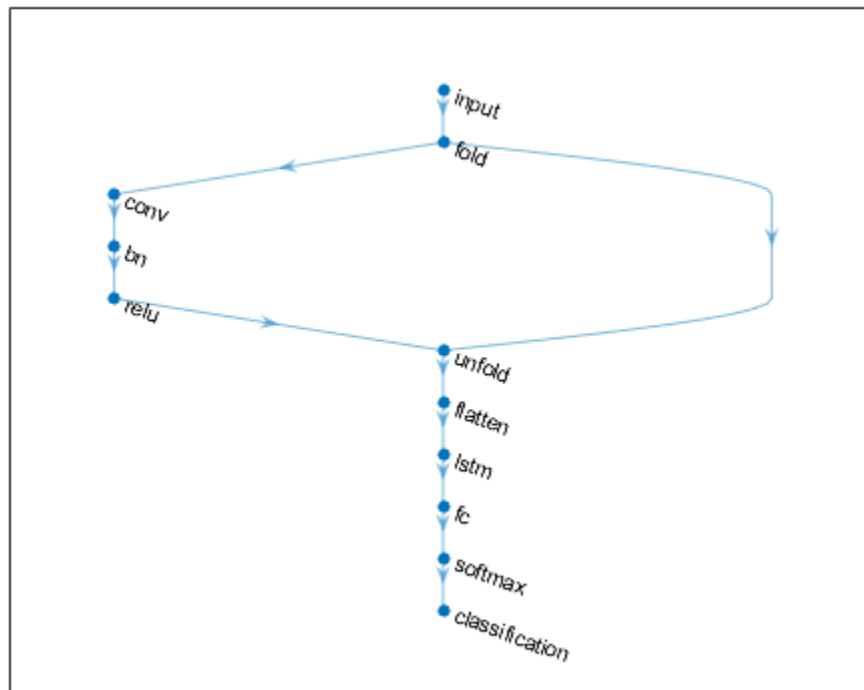 input
fold
conv
bn
relu
unfold
flatten
lstm
fc
softmax
classification